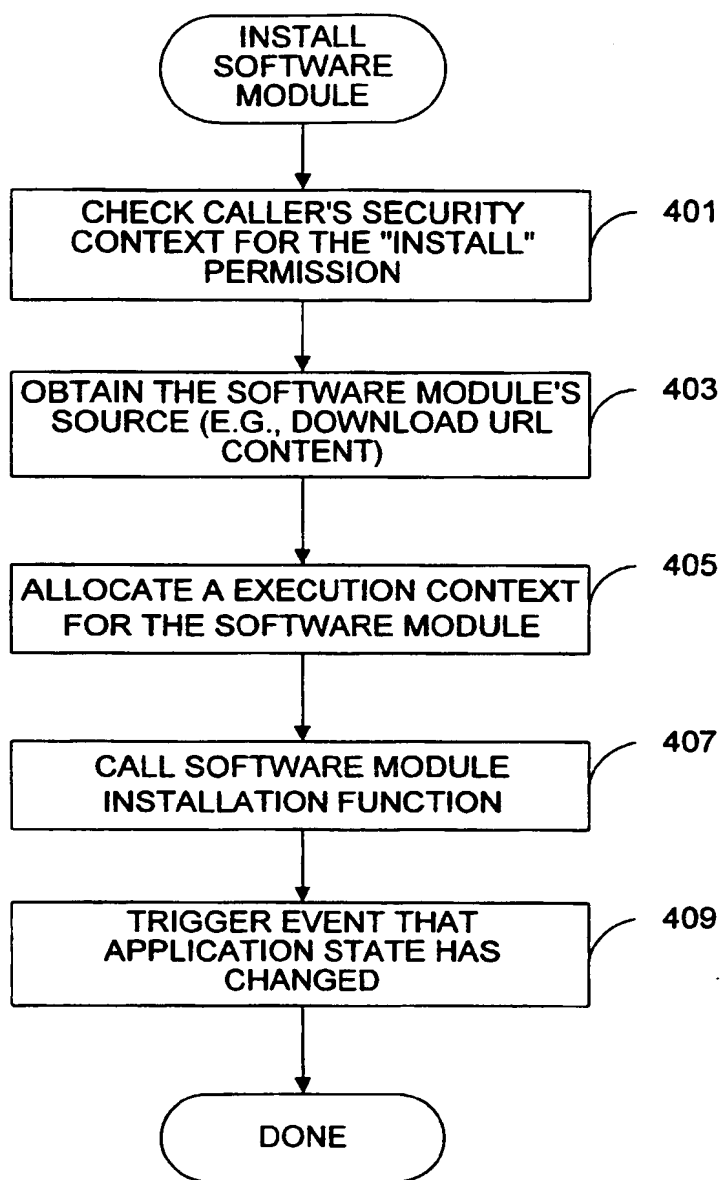 INSTALL
SOFTWARE
MODULE
CHECK CALLER'S SECURITY
CONTEXT FOR THE "INSTALL"
PERMISSION
401
OBTAIN THE SOFTWARE MODULE'S
SOURCE (E.G., DOWNLOAD URL
CONTENT)
403
ALLOCATE A EXECUTION CONTEXT
FOR THE SOFTWARE MODULE
405
CALL SOFTWARE MODULE
INSTALLATION FUNCTION
407
TRIGGER EVENT THAT
APPLICATION STATE HAS
CHANGED
409
DONE